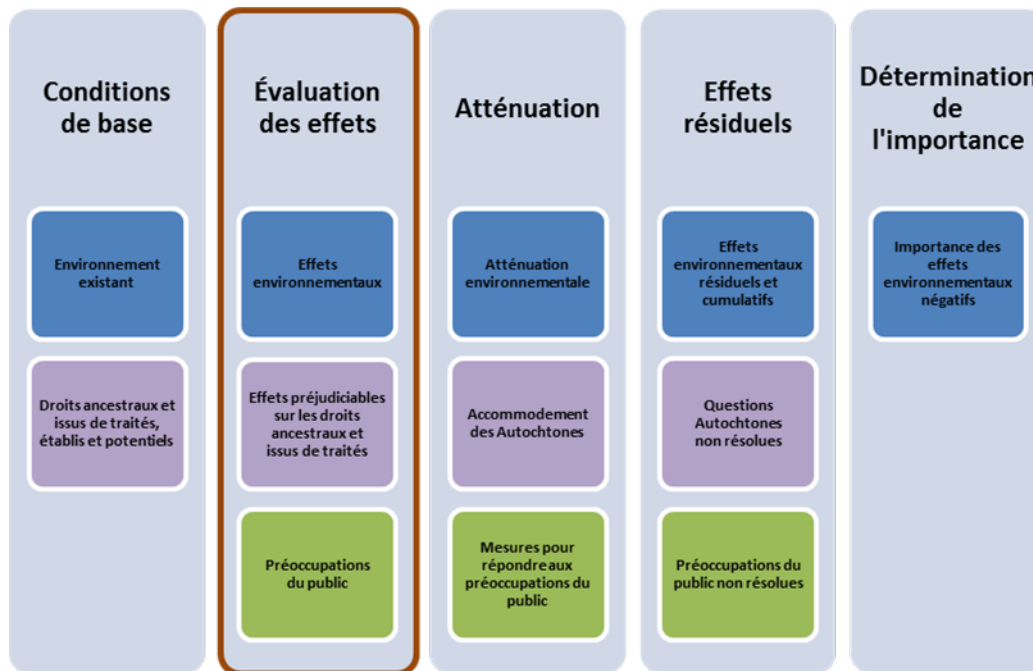 Conditions
de base
Environnement
existant
Droits ancestraux et
issus de traités,
établis et potentiels
Évaluation
des effets
Effets
environnementaux
Effets préjudiciables
sur les droits
ancestraux et
issus de traités
Préoccupations
du public
Atténuation
Atténuation
environnementale
Accommodement
des Autochtones
Mesures pour
répondre aux
préoccupations du
public
Effets
résiduels
Effets
environnementaux
résiduels et
cumulatifs
Questions
Autochtones
non résolues
Préoccupations du
public non résolues
Détermination
de
l'importance
Importance des
effets
environnementaux
négatifs